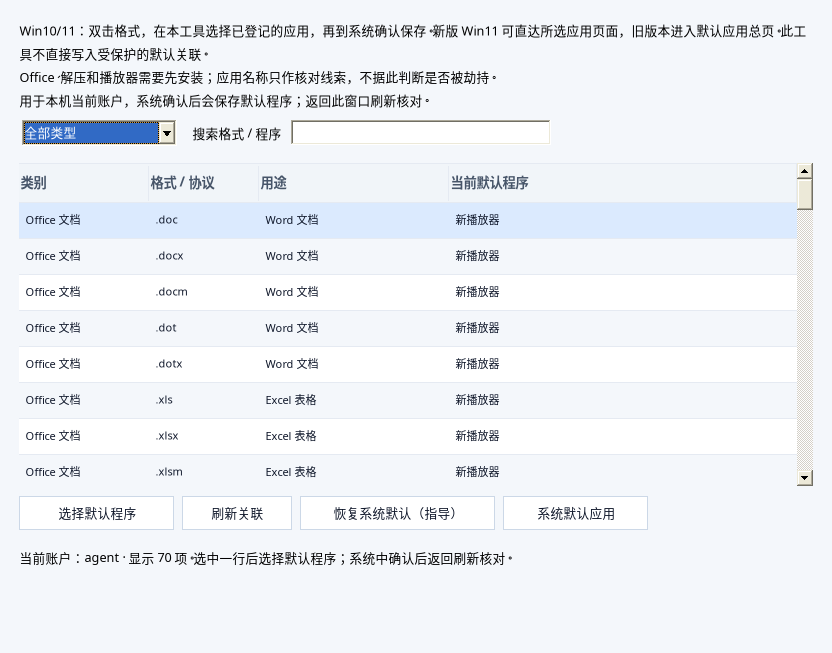 Win10/11：双击格式，在本工具选择已登记的应用，再到系统确认保存。新版 Win11 可直达所选应用页面，旧版本进入默认应用总页。此工
具不直接写入受保护的默认关联。
Office、解压和播放器需要先安装；应用名称只作核对线索，不据此判断是否被劫持。
用于本机当前账户，系统确认后会保存默认程序；返回此窗口刷新核对。
全部类型 搜索格式 / 程序
类别 格式 / 协议 用途 当前默认程序
Office 文档 .doc Word 文档 新播放器
Office 文档 .docx Word 文档 新播放器
Office 文档 .docm Word 文档 新播放器
Office 文档 .dot Word 文档 新播放器
Office 文档 .dotx Word 文档 新播放器
Office 文档 .xls Excel 表格 新播放器
Office 文档 .xlsx Excel 表格 新播放器
Office 文档 .xlsm Excel 表格 新播放器
选择默认程序 刷新关联 恢复系统默认（指导） 系统默认应用
当前账户：agent · 显示 70 项。选中一行后选择默认程序；系统中确认后返回刷新核对。